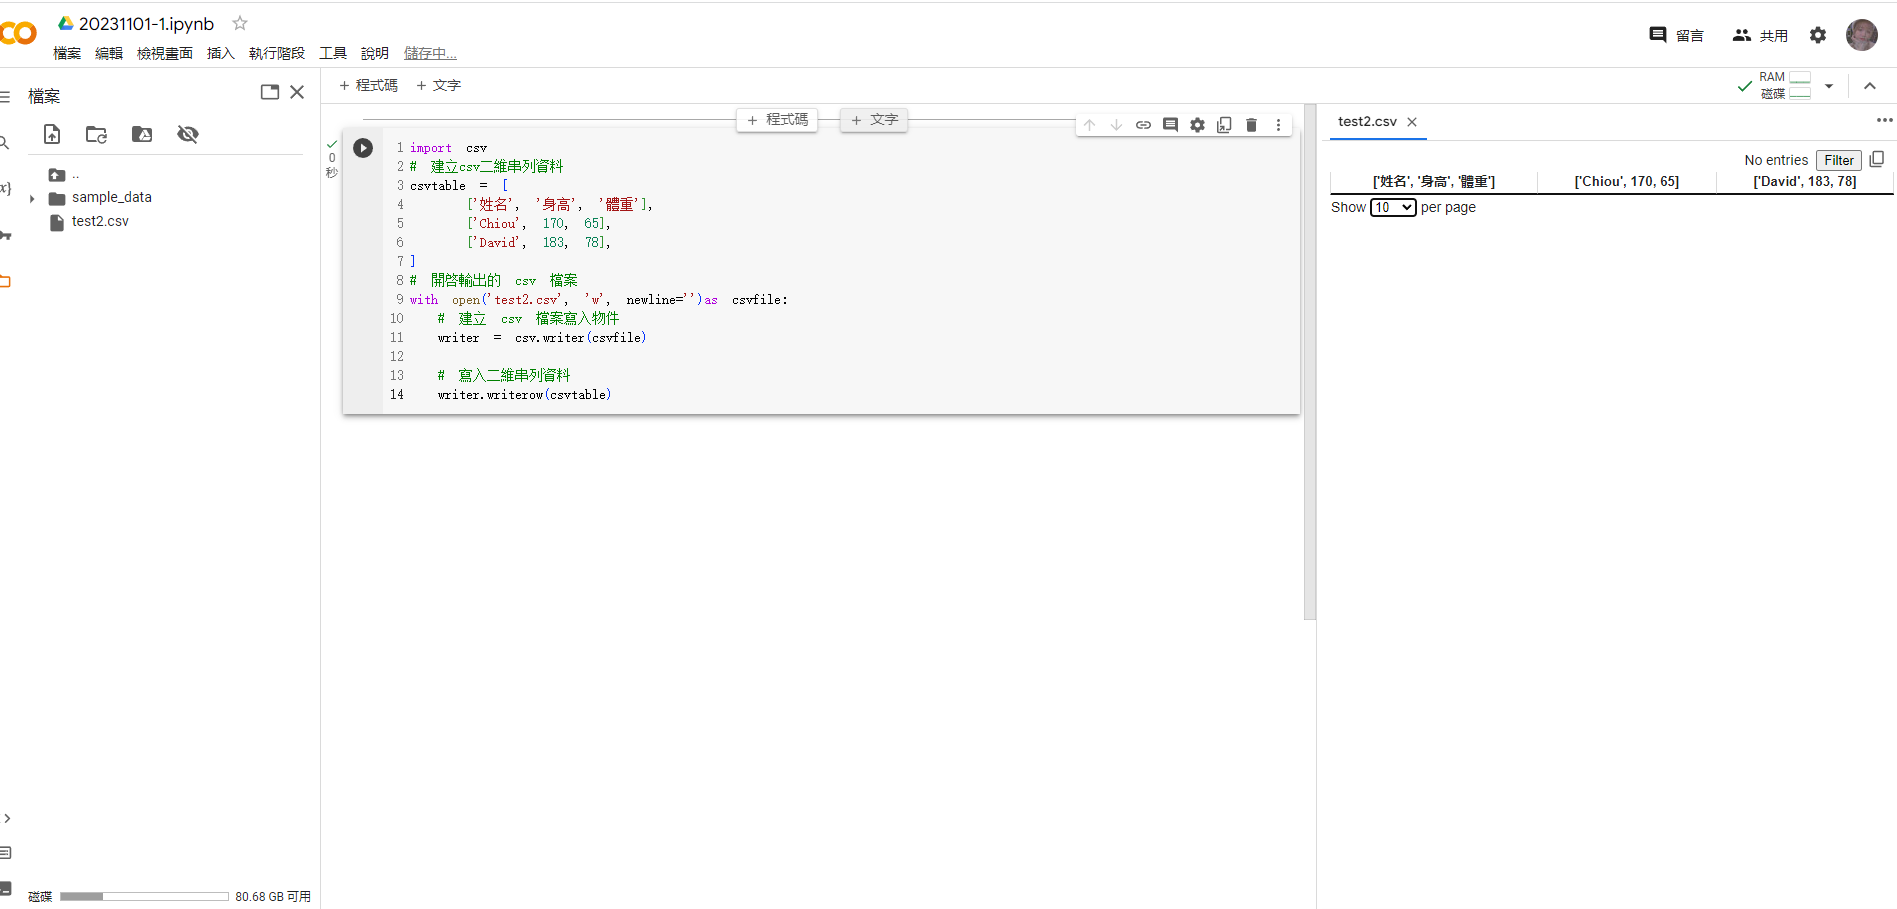 20231101-1.ipynb
檔案 編輯 檢視畫面 插入 執行階段 工具 說明 儲存中...
留言 共用
檔案
+ 程式碼 + 文字
RAM
磁碟
+ 程式碼 + 文字
test2.csv
..
sample_data
test2.csv
0
秒
1 import csv
2 # 建立csv二維串列資料
3 csvtable = [
4 ['姓名', '身高', '體重'],
5 ['Chiou', 170, 65],
6 ['David', 183, 78],
7 ]
8 # 開啓輸出的 csv 檔案
9 with open('test2.csv', 'w', newline='')as csvfile:
10 # 建立 csv 檔案寫入物件
11 writer = csv.writer(csvfile)
12
13 # 寫入二維串列資料
14 writer.writerow(csvtable)
No entries Filter
['姓名', '身高', '體重'] ['Chiou', 170, 65] ['David', 183, 78]
Show 10 per page
磁碟 80.68 GB 可用